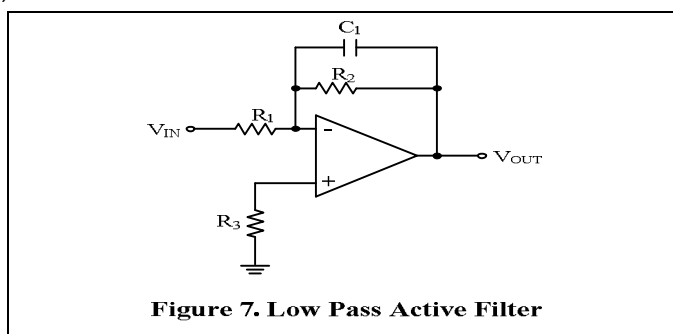 C1
R2
R1
VIN
-
VOUT
+
R3
Figure 7. Low Pass Active Filter